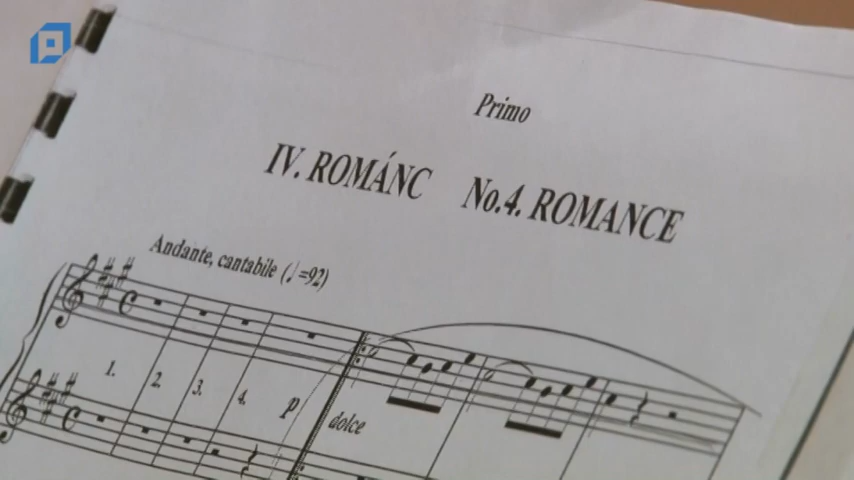 Primo
IV. ROMÁNC No.4. ROMANCE
Andante, cantabile (♩=92)
1. 2. 3. 4. p dolce